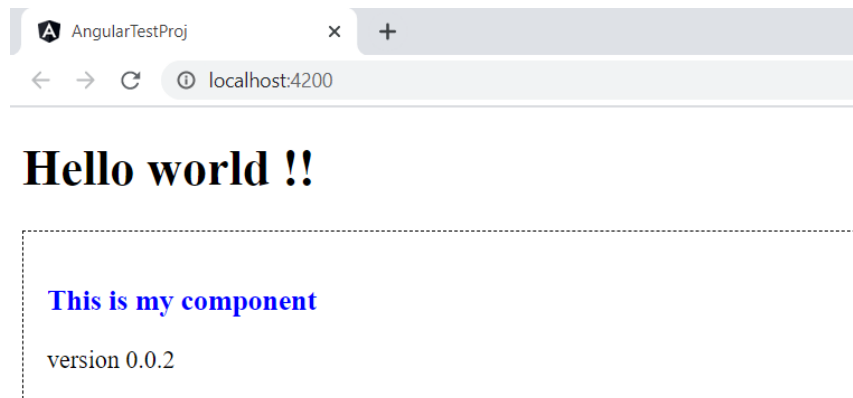 AngularTestProj
localhost:4200
Hello world !!
This is my component
version 0.0.2